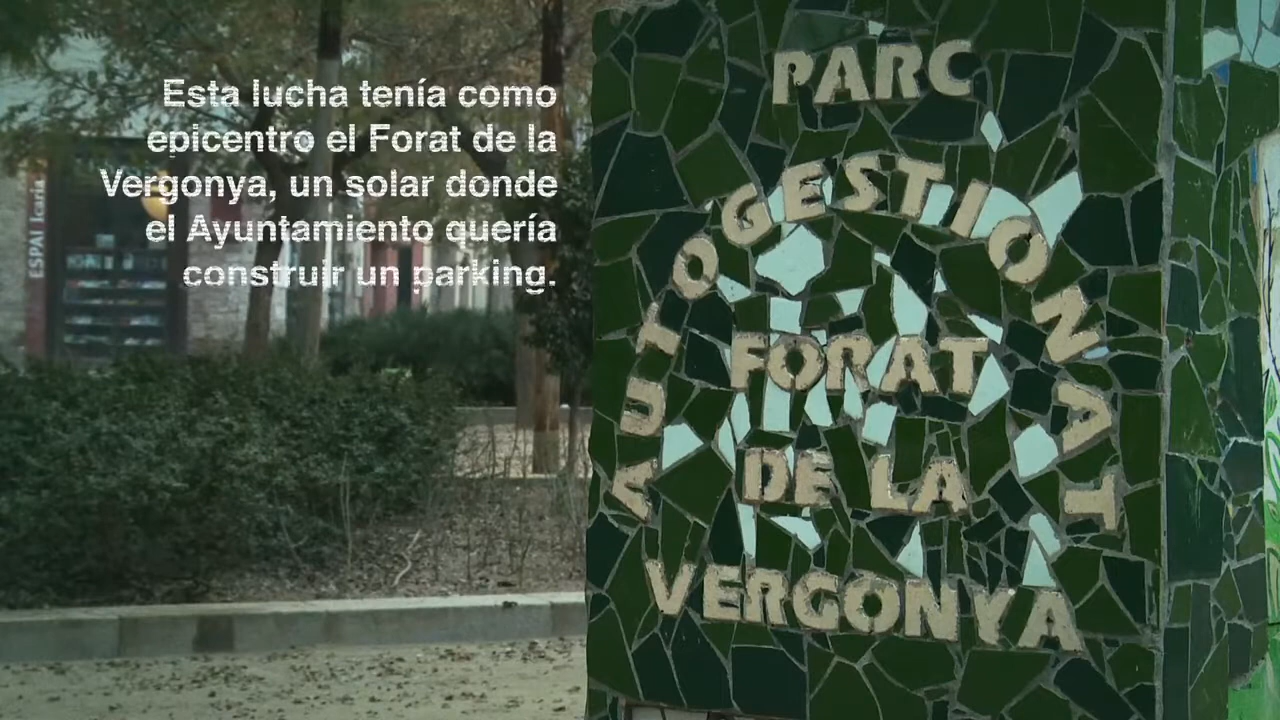 Esta lucha tenía como
epicentro el Forat de la
Vergonya, un solar donde
el Ayuntamiento quería
construir un parking.
ESPAI Icaria
PARC
AUTOGESTIONAT
FORAT
DE LA
VERGONYA